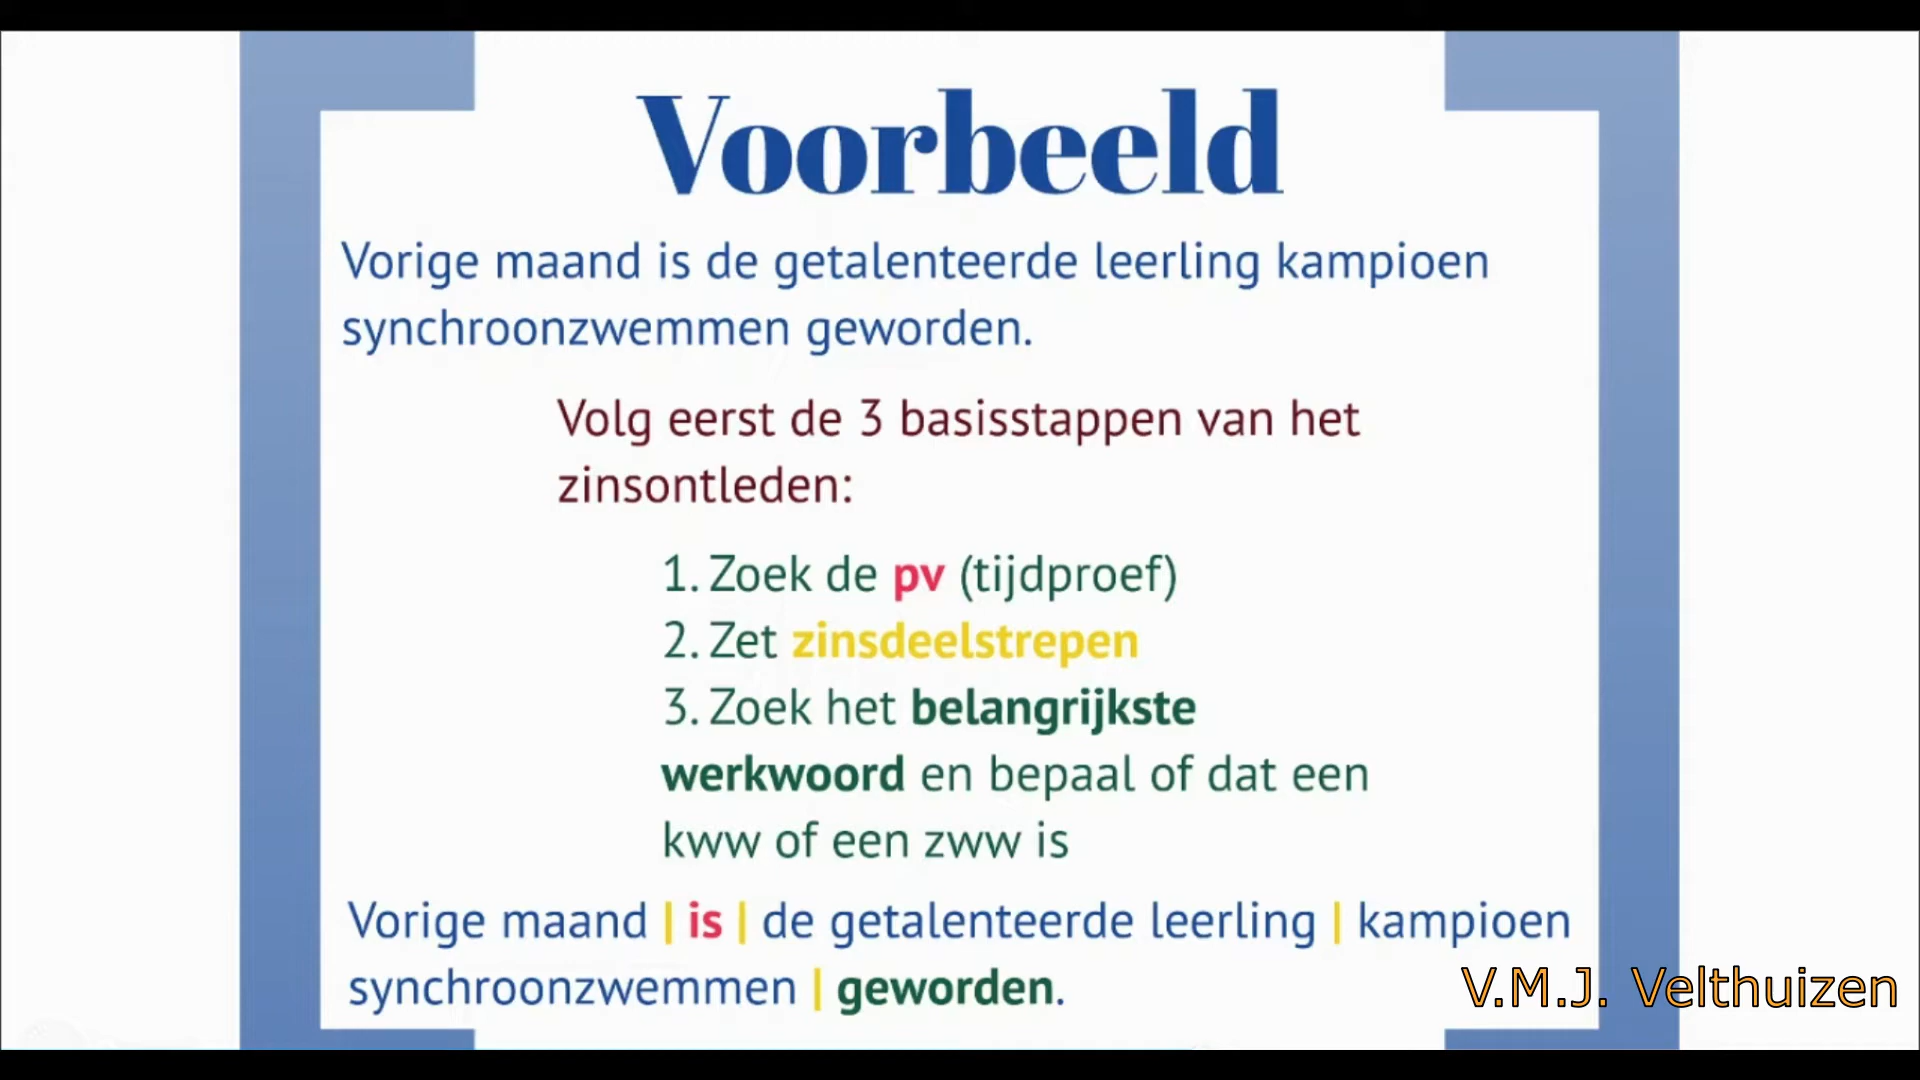 Voorbeeld
Vorige maand is de getalenteerde leerling kampioen
synchroonzwemmen geworden.
Volg eerst de 3 basisstappen van het
zinsontleden:
1. Zoek de pv (tijdproef)
2. Zet zinsdeelstrepen
3. Zoek het belangrijkste
werkwoord en bepaal of dat een
kww of een zww is
Vorige maand | is | de getalenteerde leerling | kampioen
synchroonzwemmen | geworden.
V.M.J. Velthuizen